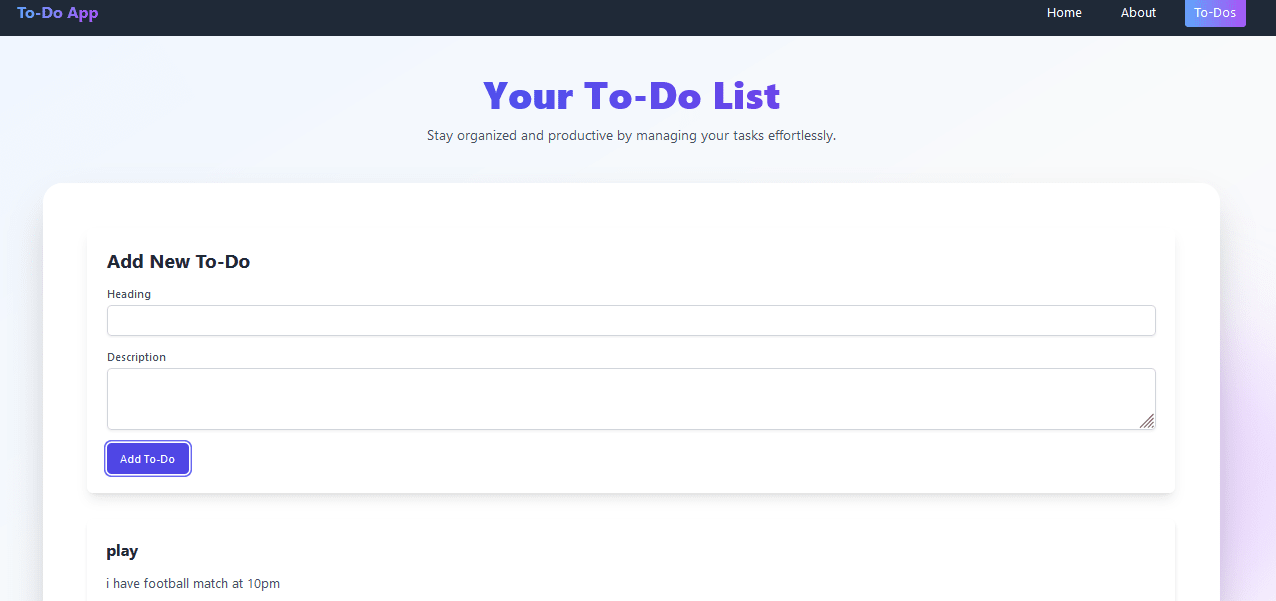 To-Do App
Home About To-Dos
Your To-Do List
Stay organized and productive by managing your tasks effortlessly.
Add New To-Do
Heading
Description
Add To-Do
play
i have football match at 10pm